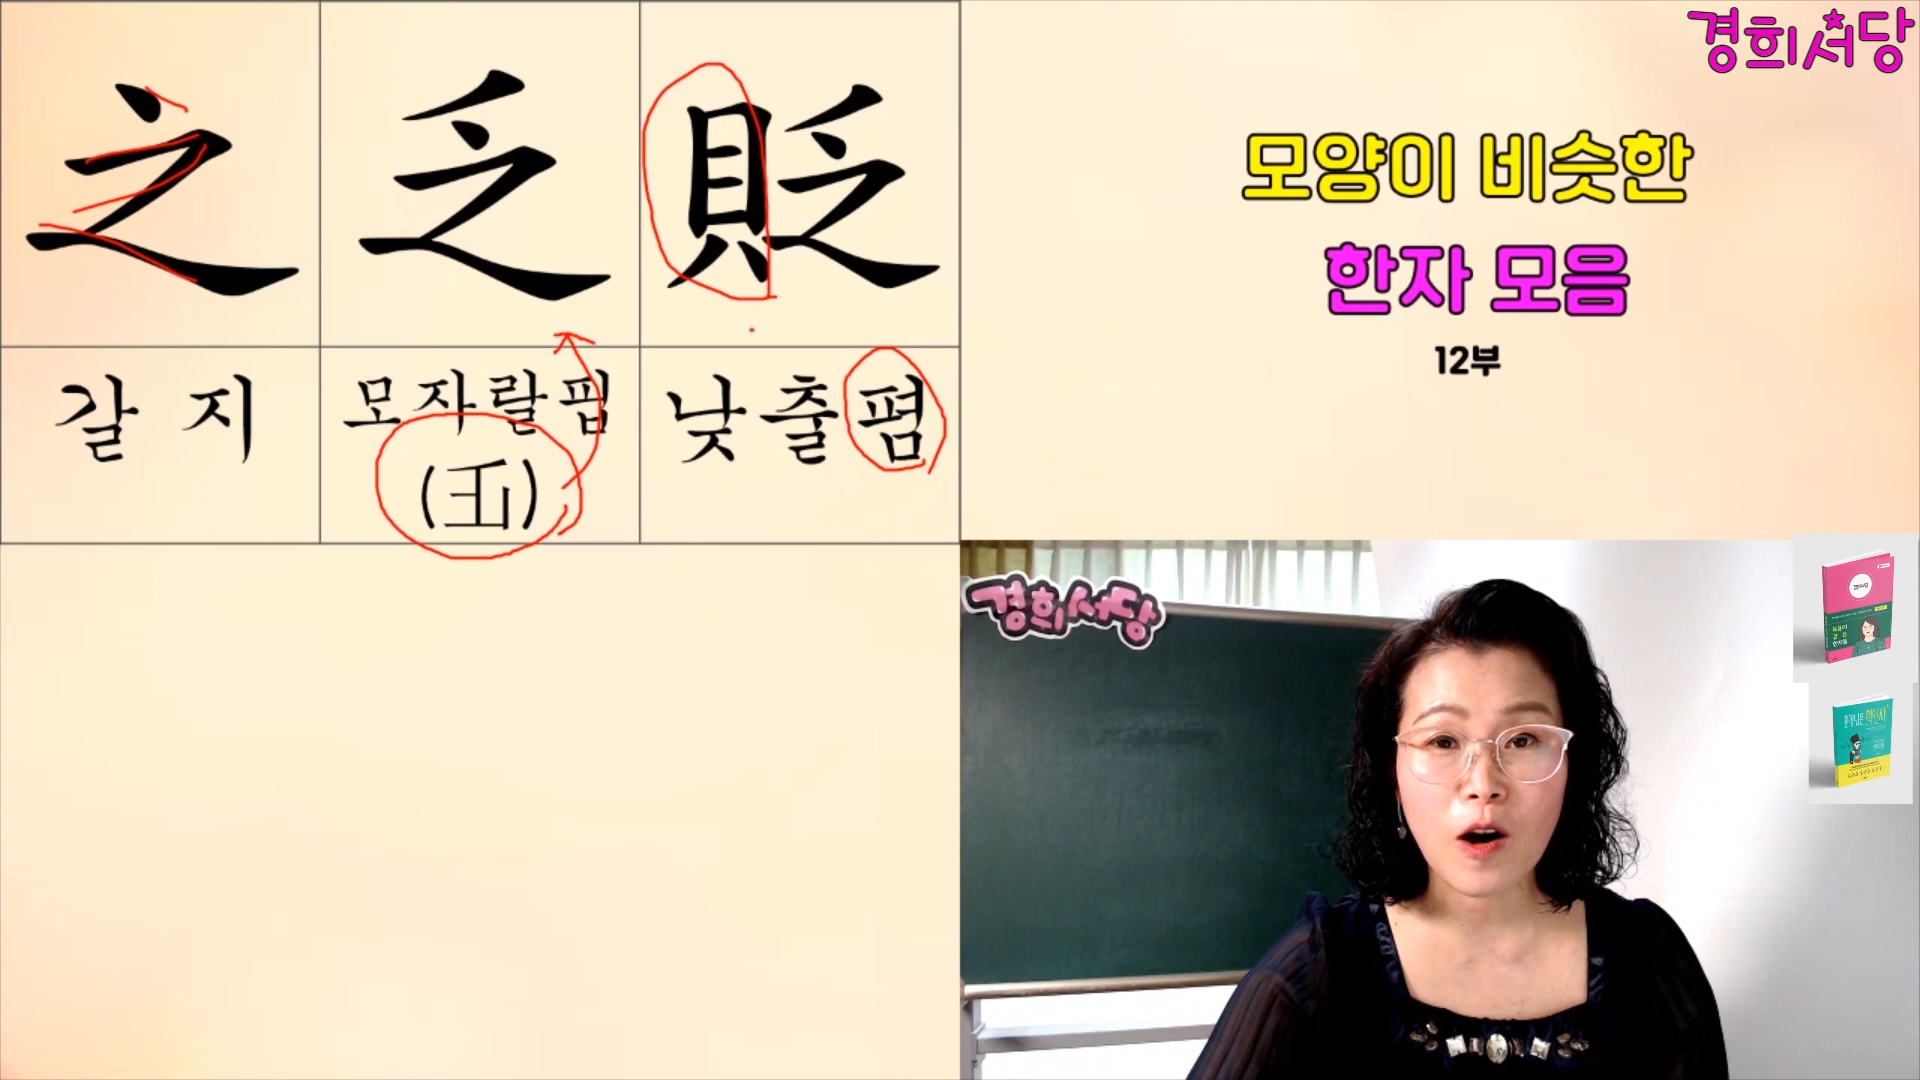 之 乏 貶
갈 지 모자랄핍 낮출폄
(𤣩)
경희서당
모양이 비슷한
한자 모음
12부
경희서당